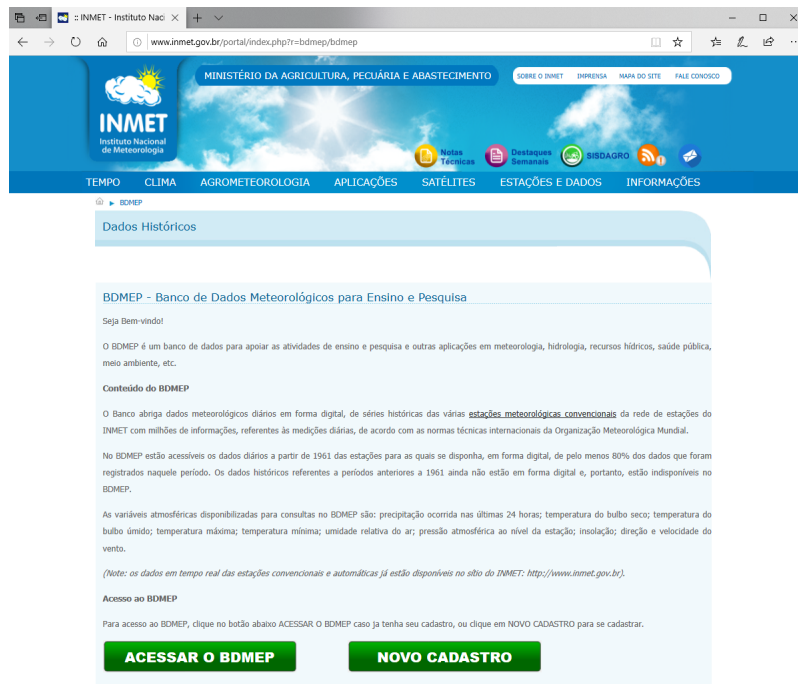 :: INMET - Instituto Naci
www.inmet.gov.br/portal/index.php?r=bdmep/bdmep
MINISTÉRIO DA AGRICULTURA, PECUÁRIA E ABASTECIMENTO
SOBRE O INMET IMPRENSA MAPA DO SITE FALE CONOSCO
INMET
Instituto Nacional
de Meteorologia
Notas
Técnicas
Destaques
Semanais
SISDAGRO
TEMPO CLIMA AGROMETEOROLOGIA APLICAÇÕES SATÉLITES ESTAÇÕES E DADOS INFORMAÇÕES
BDMEP
Dados Históricos
BDMEP - Banco de Dados Meteorológicos para Ensino e Pesquisa
Seja Bem-vindo!
O BDMEP é um banco de dados para apoiar as atividades de ensino e pesquisa e outras aplicações em meteorologia, hidrologia, recursos hídricos, saúde pública,
meio ambiente, etc.
Conteúdo do BDMEP
O Banco abriga dados meteorológicos diários em forma digital, de séries históricas das várias estações meteorológicas convencionais da rede de estações do
INMET com milhões de informações, referentes às medições diárias, de acordo com as normas técnicas internacionais da Organização Meteorológica Mundial.
No BDMEP estão acessíveis os dados diários a partir de 1961 das estações para as quais se disponha, em forma digital, de pelo menos 80% dos dados que foram
registrados naquele período. Os dados históricos referentes a períodos anteriores a 1961 ainda não estão em forma digital e, portanto, estão indisponíveis no
BDMEP.
As variáveis atmosféricas disponibilizadas para consultas no BDMEP são: precipitação ocorrida nas últimas 24 horas; temperatura do bulbo seco; temperatura do
bulbo úmido; temperatura máxima; temperatura mínima; umidade relativa do ar; pressão atmosférica ao nível da estação; insolação; direção e velocidade do
vento.
(Note: os dados em tempo real das estações convencionais e automáticas já estão disponíveis no sítio do INMET: http://www.inmet.gov.br).
Acesso ao BDMEP
Para acesso ao BDMEP, clique no botão abaixo ACESSAR O BDMEP caso ja tenha seu cadastro, ou clique em NOVO CADASTRO para se cadastrar.
ACESSAR O BDMEP NOVO CADASTRO